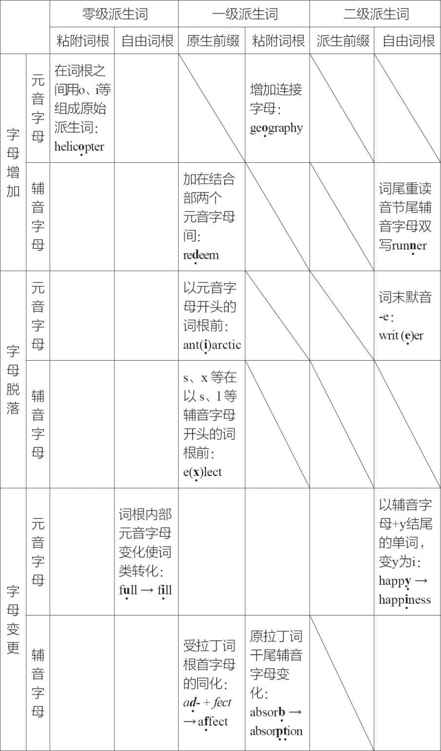 零级派生词 一级派生词 二级派生词
粘附词根 自由词根 原生前缀 粘附词根 派生前缀 自由词根
字母增加
元音字母
在词根之
间用o、i等
组成原始
派生词：
helicopter
增加连接
字母：
geography
辅音字母
加在结合
部两个
元音字母
间：
redeem
词尾重读
音节尾辅
音字母双
写runner
字母脱落
元音字母
以元音字
母开头的
词根前：
ant(i)arctic
词末默音
-e：
writ(e)er
辅音字母
s、x 等在
以 s、l 等
辅音字母
开头的词
根前：
e(x)lect
字母变更
元音字母
词根内部
元音字母
变化使词
类转化：
full → fill
以辅音字
母+y结尾
的单词，
变y为i：
happy →
happiness
辅音字母
受拉丁词
根首字母
的同化：
ad- + fect
→ affect
原拉丁词
干尾辅音
字母变
化：
absorb →
absorption